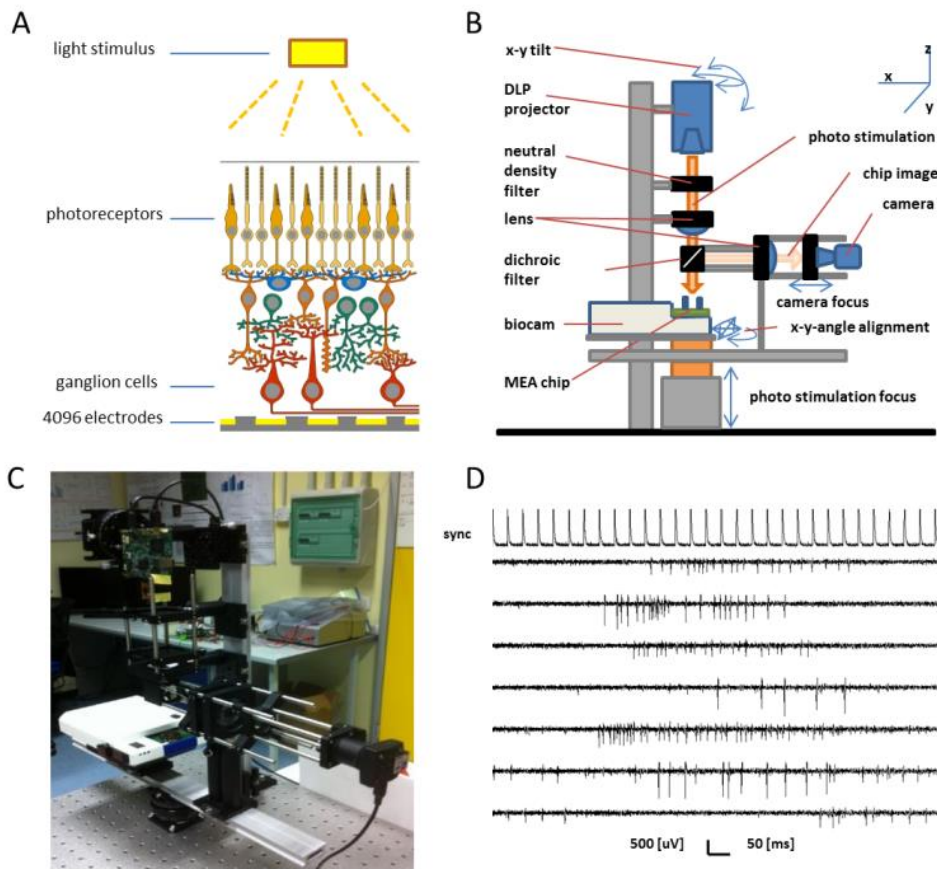 A
light stimulus
photoreceptors
ganglion cells
4096 electrodes
B
x-y tilt
DLP
projector
neutral
density
filter
lens
dichroic
filter
biocam
MEA chip
z
x
y
photo stimulation
chip image
camera
camera focus
x-y-angle alignment
photo stimulation focus
C
D
sync
500 [uV]
50 [ms]